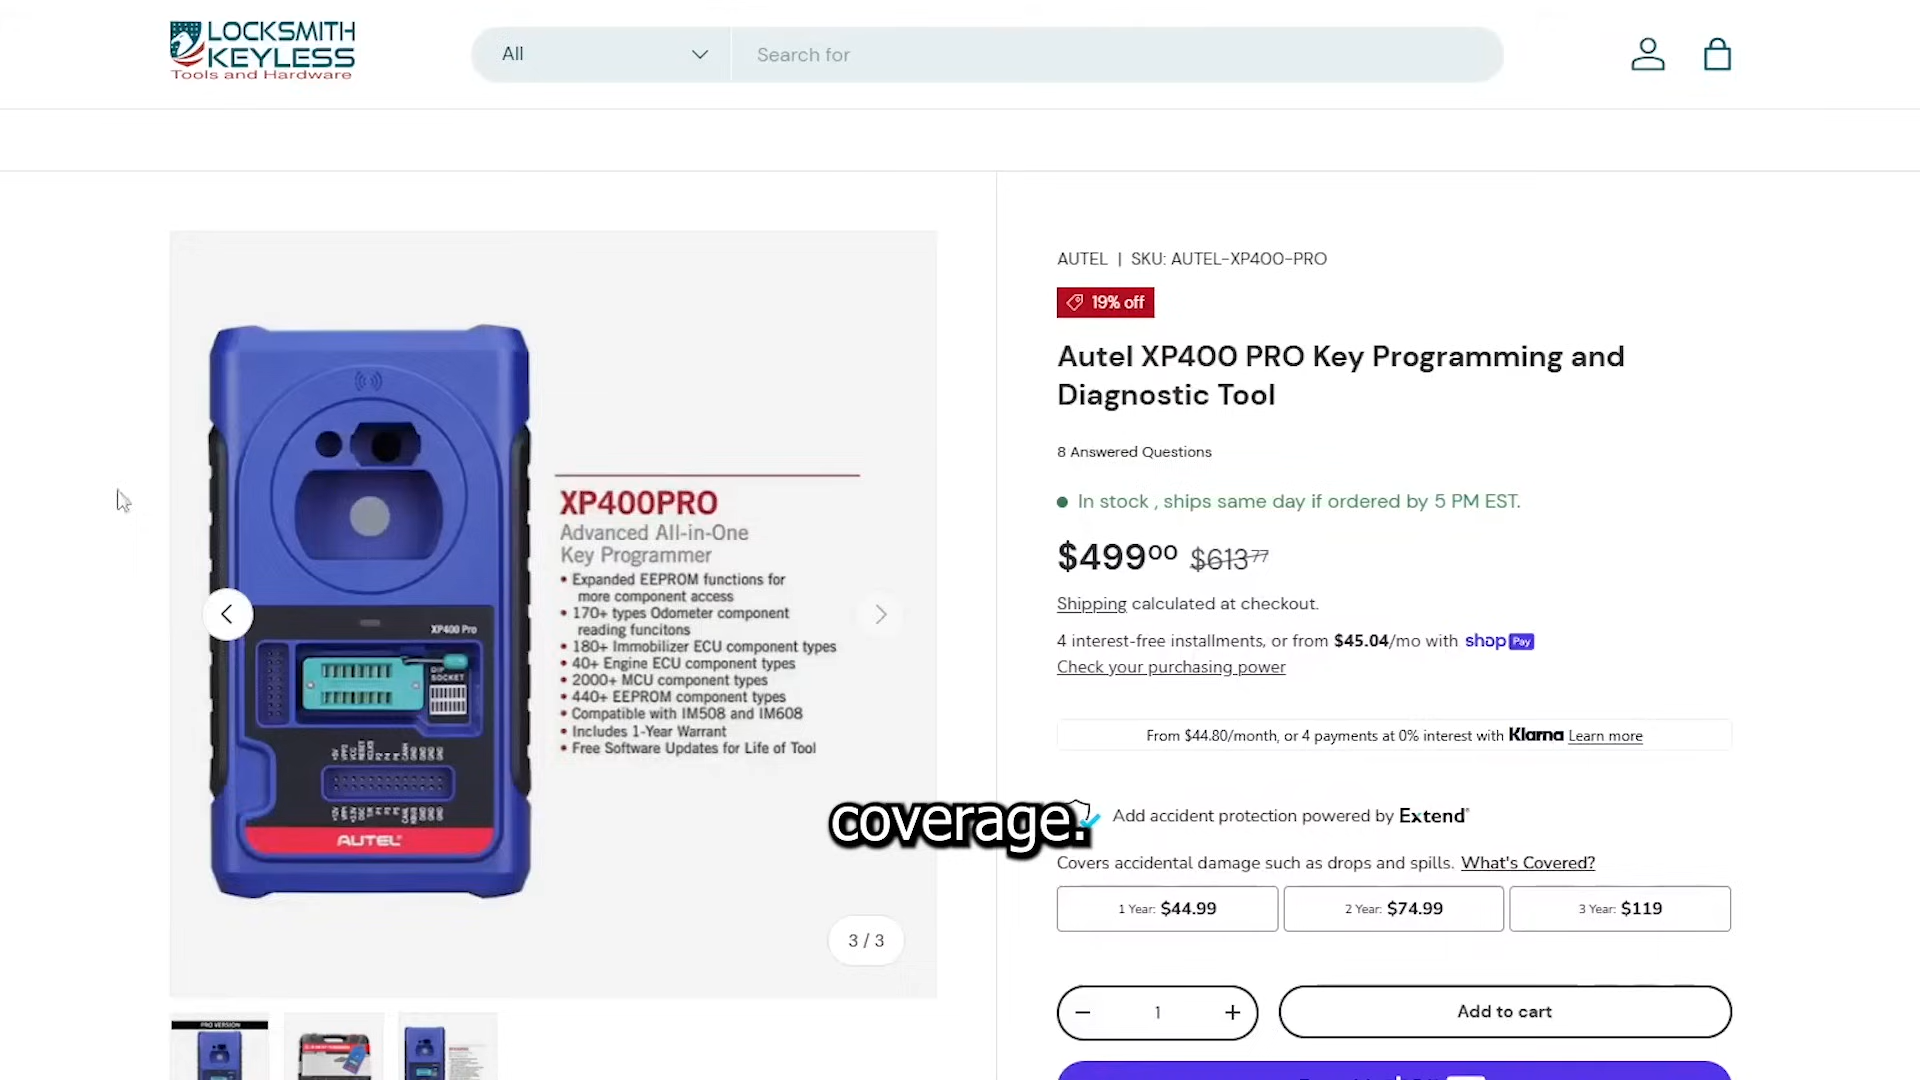 LOCKSMITH
KEYLESS
Tools and Hardware
All
Search for
AUTEL | SKU: AUTEL-XP400-PRO
19% off
Autel XP400 PRO Key Programming and
Diagnostic Tool
8 Answered Questions
In stock , ships same day if ordered by 5 PM EST.
$49900 $61377
Shipping calculated at checkout.
4 interest-free installments, or from $45.04/mo with shop Pay
Check your purchasing power
From $44.80/month, or 4 payments at 0% interest with Klarna Learn more
Add accident protection powered by Extend
Covers accidental damage such as drops and spills. What's Covered?
1 Year: $44.99
2 Year: $74.99
3 Year: $119
1
Add to cart
XP400PRO
Advanced All-in-One
Key Programmer
• Expanded EEPROM functions for
more component access
• 170+ types Odometer component
reading funcitons
• 180+ Immobilizer ECU component types
• 40+ Engine ECU component types
• 2000+ MCU component types
• 440+ EEPROM component types
• Compatible with IM508 and IM608
• Includes 1-Year Warrant
• Free Software Updates for Life of Tool
XP400 Pro
DIP
SOCKET
AUTEL
coverage.
3 / 3
PRO VERSION